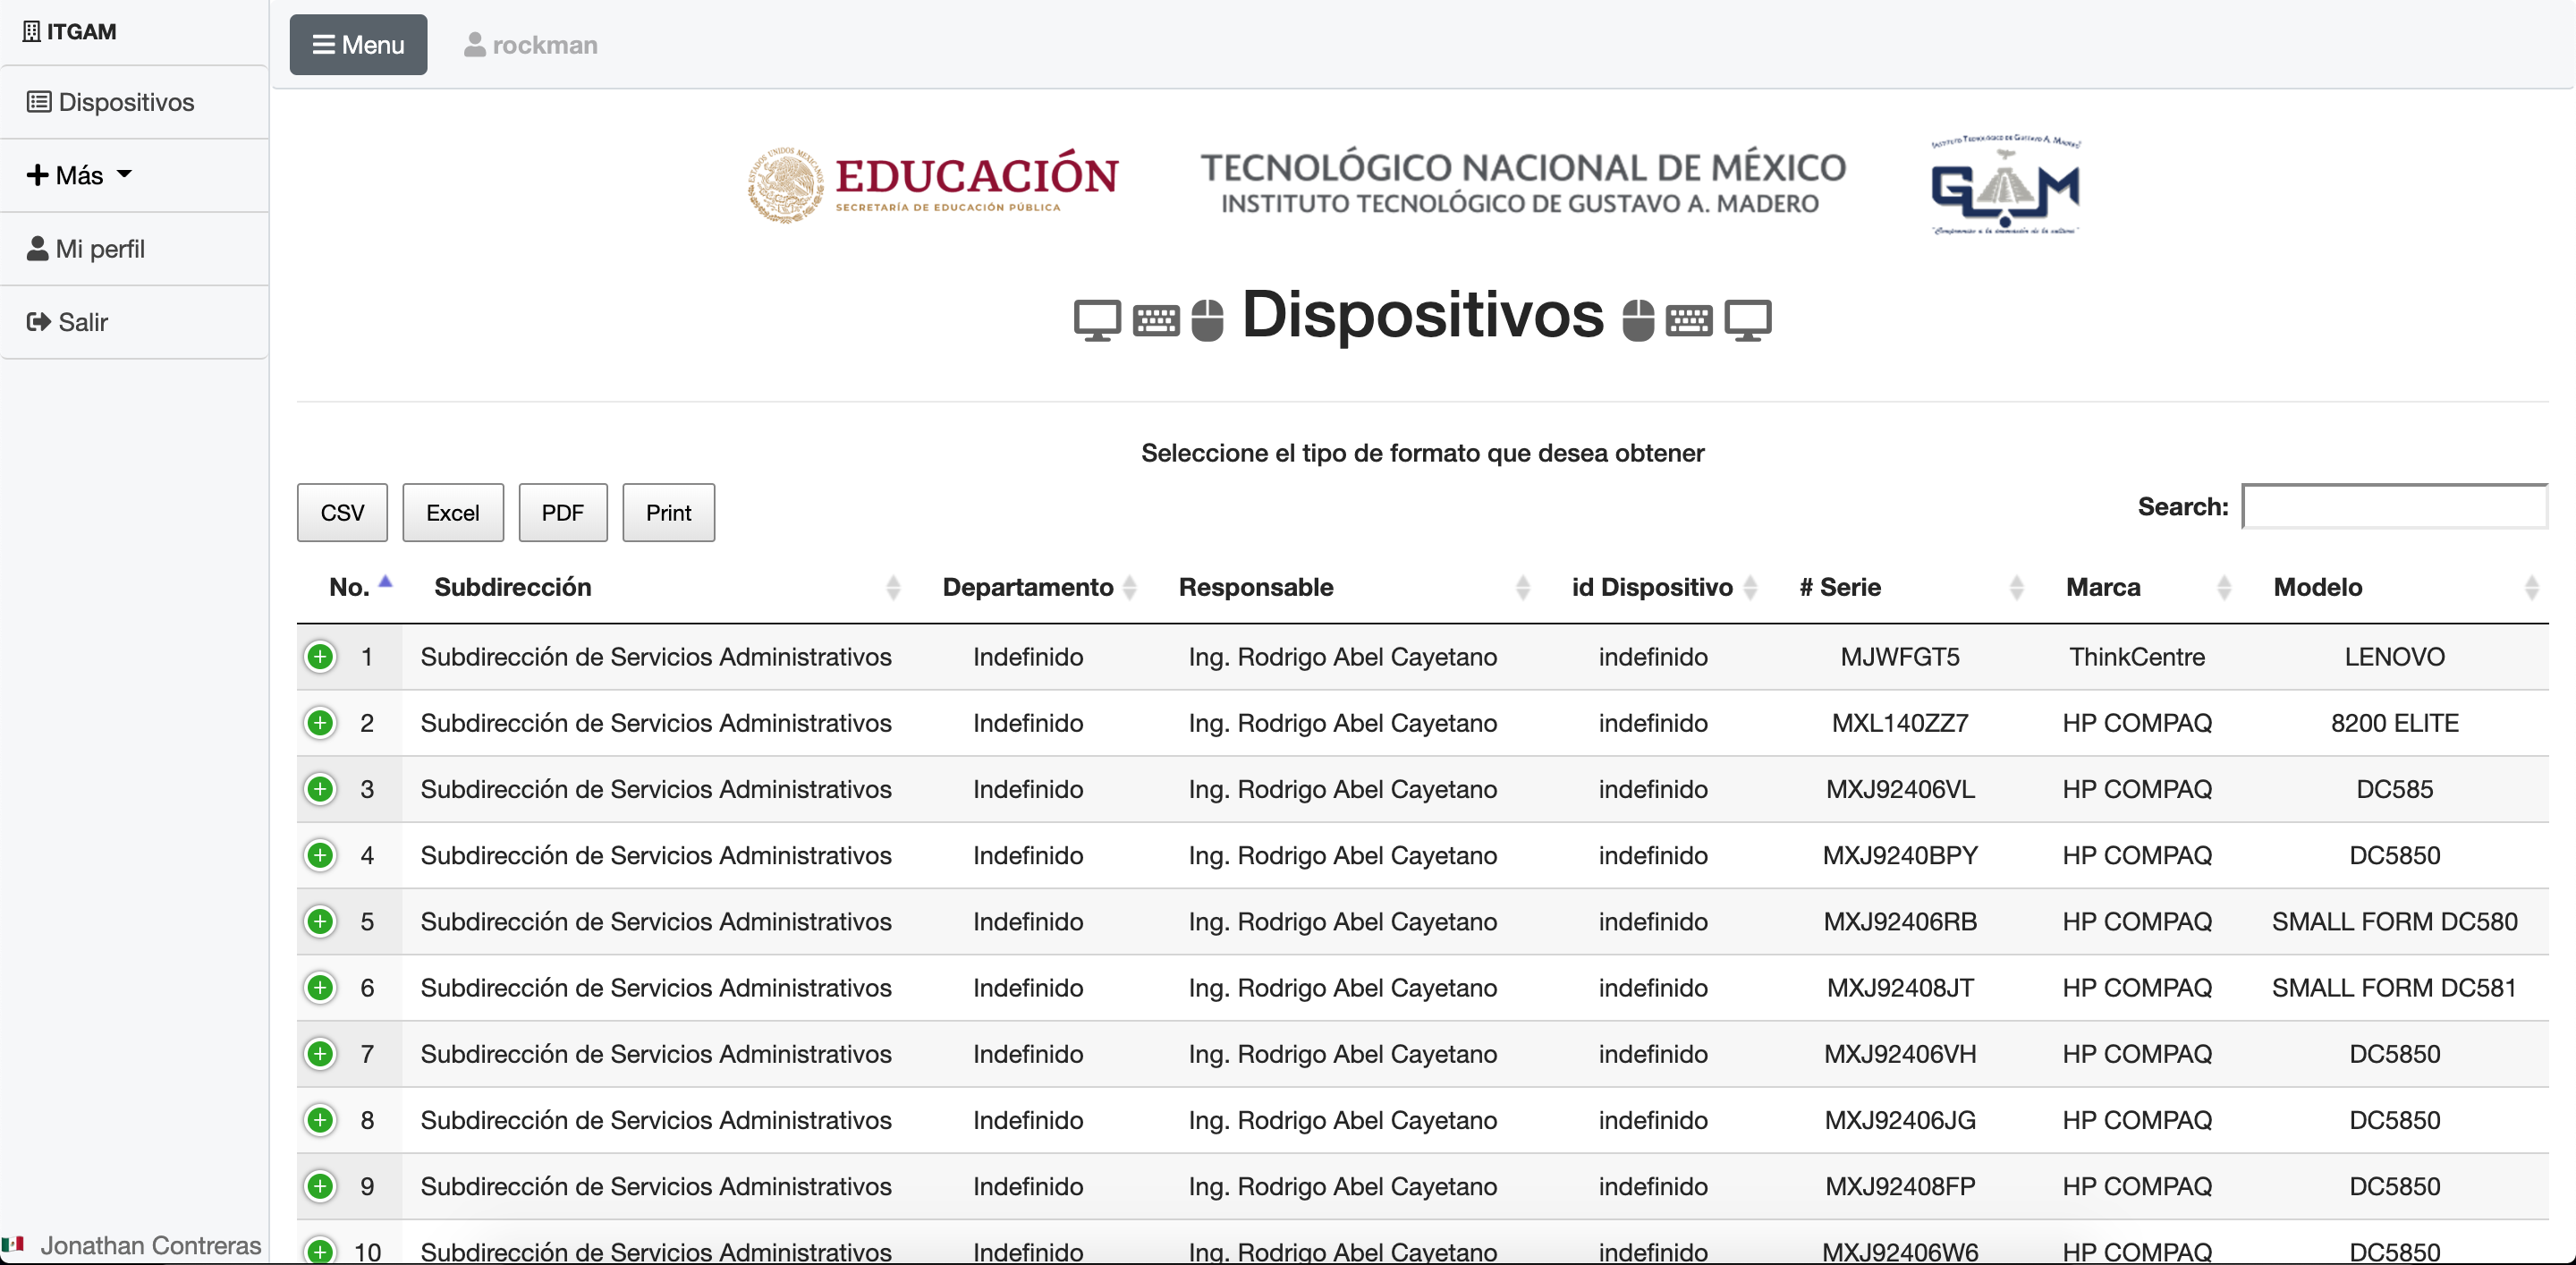 ITGAM
Menu
rockman
Dispositivos
Más
Mi perfil
Salir
EDUCACIÓN
SECRETARÍA DE EDUCACIÓN PÚBLICA
TECNOLÓGICO NACIONAL DE MÉXICO
INSTITUTO TECNOLÓGICO DE GUSTAVO A. MADERO
INSTITUTO TECNOLÓGICO DE GUSTAVO A. MADERO
GAM
Dispositivos
Seleccione el tipo de formato que desea obtener
CSV Excel PDF Print
Search:
No. Subdirección Departamento Responsable id Dispositivo # Serie Marca Modelo
1 Subdirección de Servicios Administrativos Indefinido Ing. Rodrigo Abel Cayetano indefinido MJWFGT5 ThinkCentre LENOVO
2 Subdirección de Servicios Administrativos Indefinido Ing. Rodrigo Abel Cayetano indefinido MXL140ZZ7 HP COMPAQ 8200 ELITE
3 Subdirección de Servicios Administrativos Indefinido Ing. Rodrigo Abel Cayetano indefinido MXJ92406VL HP COMPAQ DC585
4 Subdirección de Servicios Administrativos Indefinido Ing. Rodrigo Abel Cayetano indefinido MXJ9240BPY HP COMPAQ DC5850
5 Subdirección de Servicios Administrativos Indefinido Ing. Rodrigo Abel Cayetano indefinido MXJ92406RB HP COMPAQ SMALL FORM DC580
6 Subdirección de Servicios Administrativos Indefinido Ing. Rodrigo Abel Cayetano indefinido MXJ92408JT HP COMPAQ SMALL FORM DC581
7 Subdirección de Servicios Administrativos Indefinido Ing. Rodrigo Abel Cayetano indefinido MXJ92406VH HP COMPAQ DC5850
8 Subdirección de Servicios Administrativos Indefinido Ing. Rodrigo Abel Cayetano indefinido MXJ92406JG HP COMPAQ DC5850
9 Subdirección de Servicios Administrativos Indefinido Ing. Rodrigo Abel Cayetano indefinido MXJ92408FP HP COMPAQ DC5850
10 Subdirección de Servicios Administrativos Indefinido Ing. Rodrigo Abel Cayetano indefinido MXJ92406W6 HP COMPAQ DC5850
Jonathan Contreras